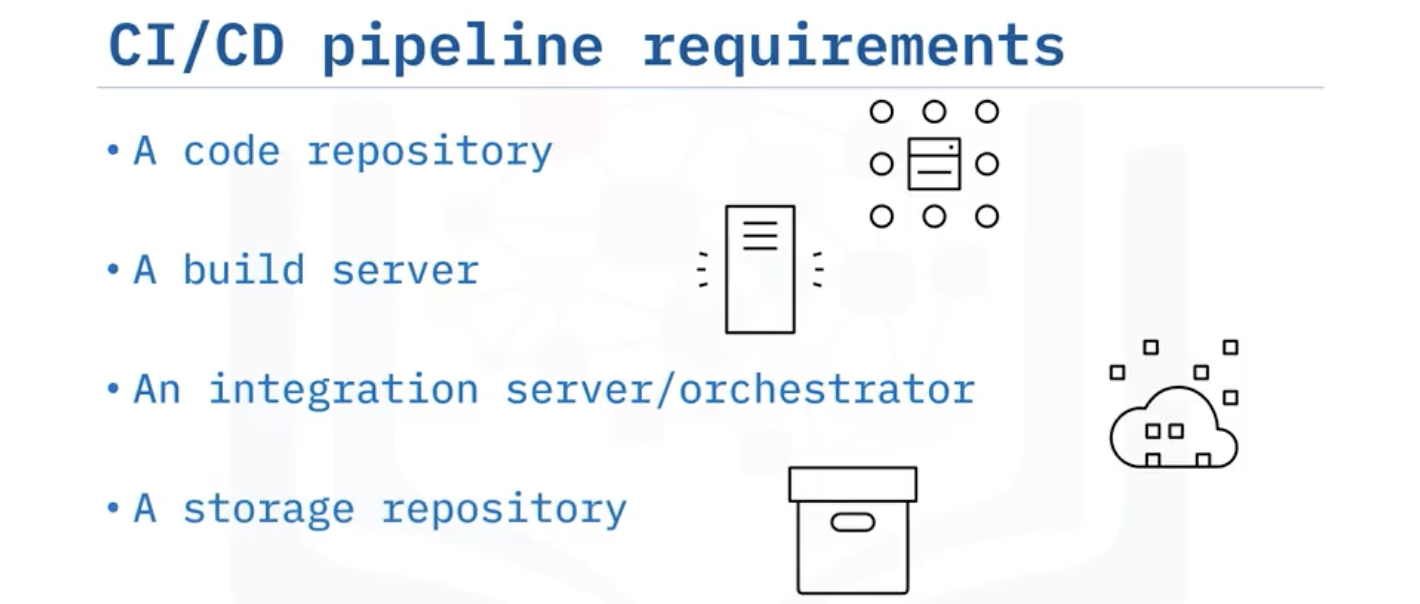 CI/CD pipeline requirements
• A code repository
• A build server
• An integration server/orchestrator
• A storage repository